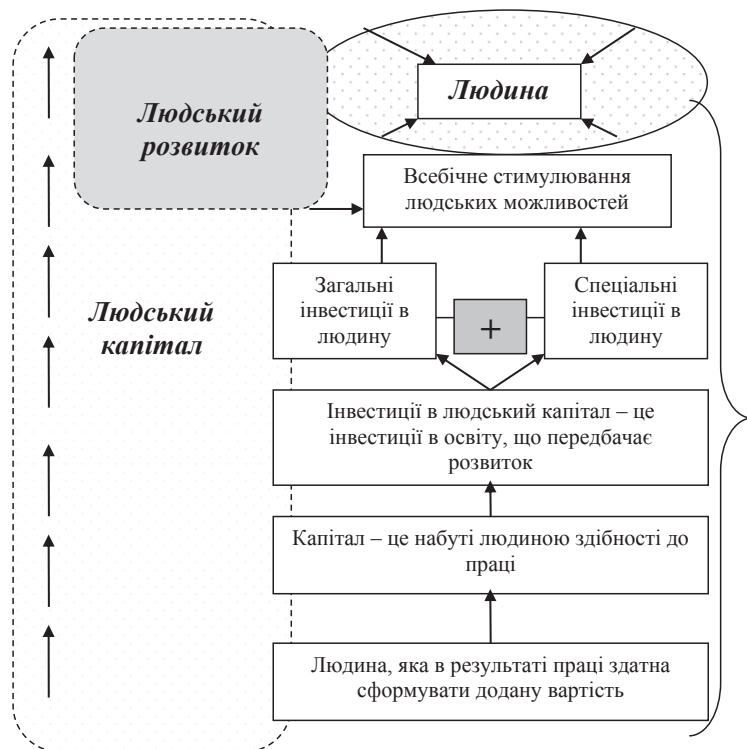 Людський
розвиток
Людина
Всебічне стимулювання
людських можливостей
Людський
капітал
Загальні
інвестиції в
людину
+
Спеціальні
інвестиції в
людину
Інвестиції в людський капітал – це
інвестиції в освіту, що передбачає
розвиток
Капітал – це набуті людиною здібності до
праці
Людина, яка в результаті праці здатна
сформувати додану вартість